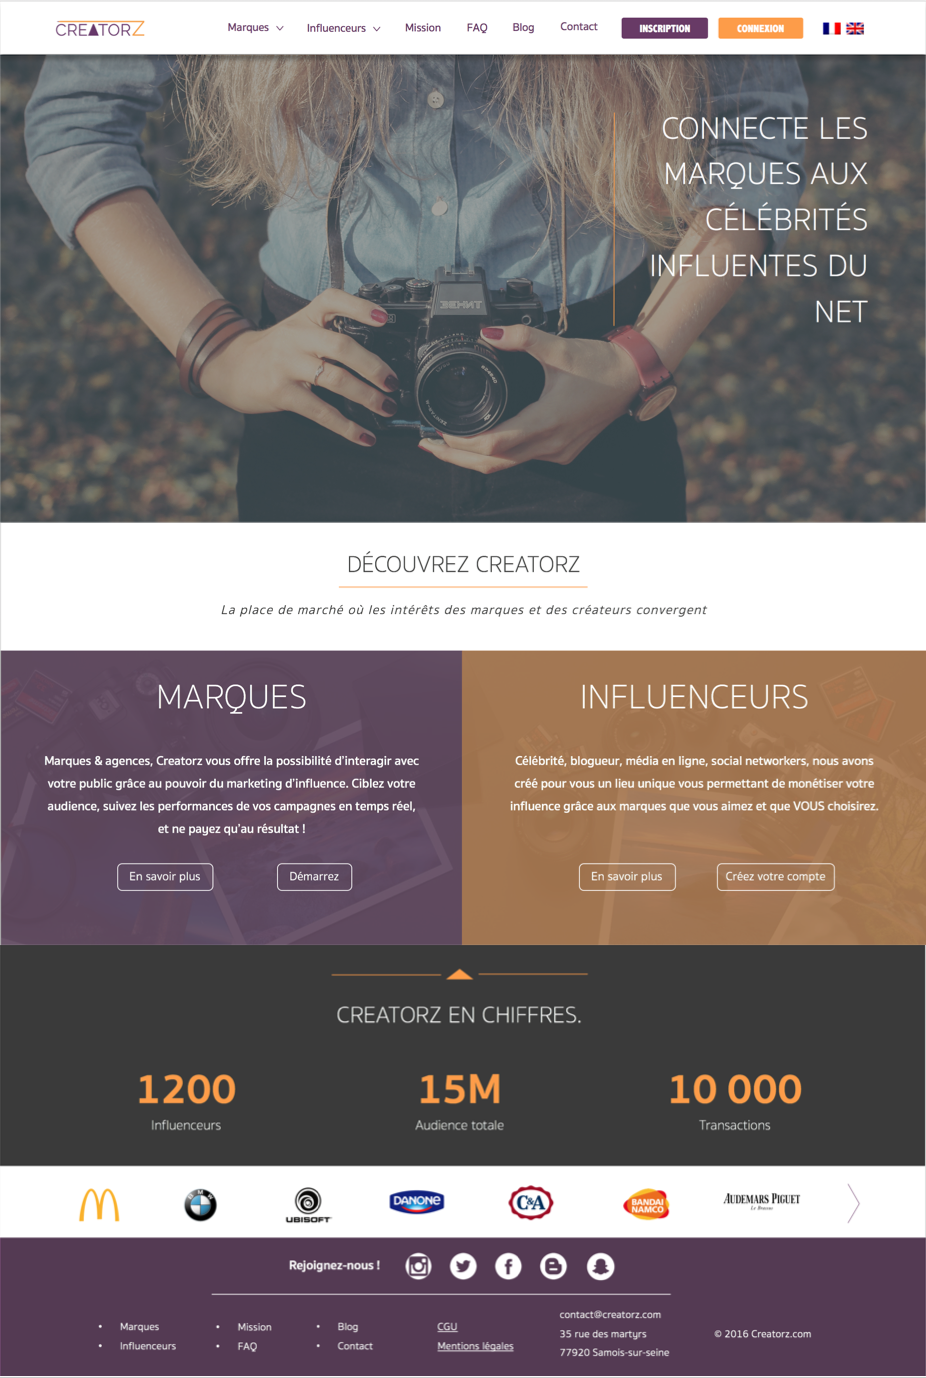 CREATORZ
Marques
Influenceurs
Mission
FAQ
Blog
Contact
INSCRIPTION
CONNEXION
CONNECTE LES
MARQUES AUX
CÉLÉBRITÉS
INFLUENTES DU
NET
ЗЕНИТ
DÉCOUVREZ CREATORZ
La place de marché où les intérêts des marques et des créateurs convergent
MARQUES
Marques & agences, Creatorz vous offre la possibilité d'interagir avec
votre public grâce au pouvoir du marketing d'influence. Ciblez votre
audience, suivez les performances de vos campagnes en temps réel,
et ne payez qu'au résultat !
En savoir plus
Démarrez
INFLUENCEURS
Célébrité, blogueur, média en ligne, social networkers, nous avons
créé pour vous un lieu unique vous permettant de monétiser votre
influence grâce aux marques que vous aimez et que VOUS choisirez.
En savoir plus
Créez votre compte
CREATORZ EN CHIFFRES.
1200
Influenceurs
15M
Audience totale
10 000
Transactions
BMW
UBISOFT
DANONE
C&A
BANDAI
NAMCO
AUDEMARS PIGUET
Le Brassus
Rejoignez-nous !
• Marques
• Influenceurs
• Mission
• FAQ
• Blog
• Contact
CGU
Mentions légales
contact@creatorz.com
35 rue des martyrs
77920 Samois-sur-seine
© 2016 Creatorz.com